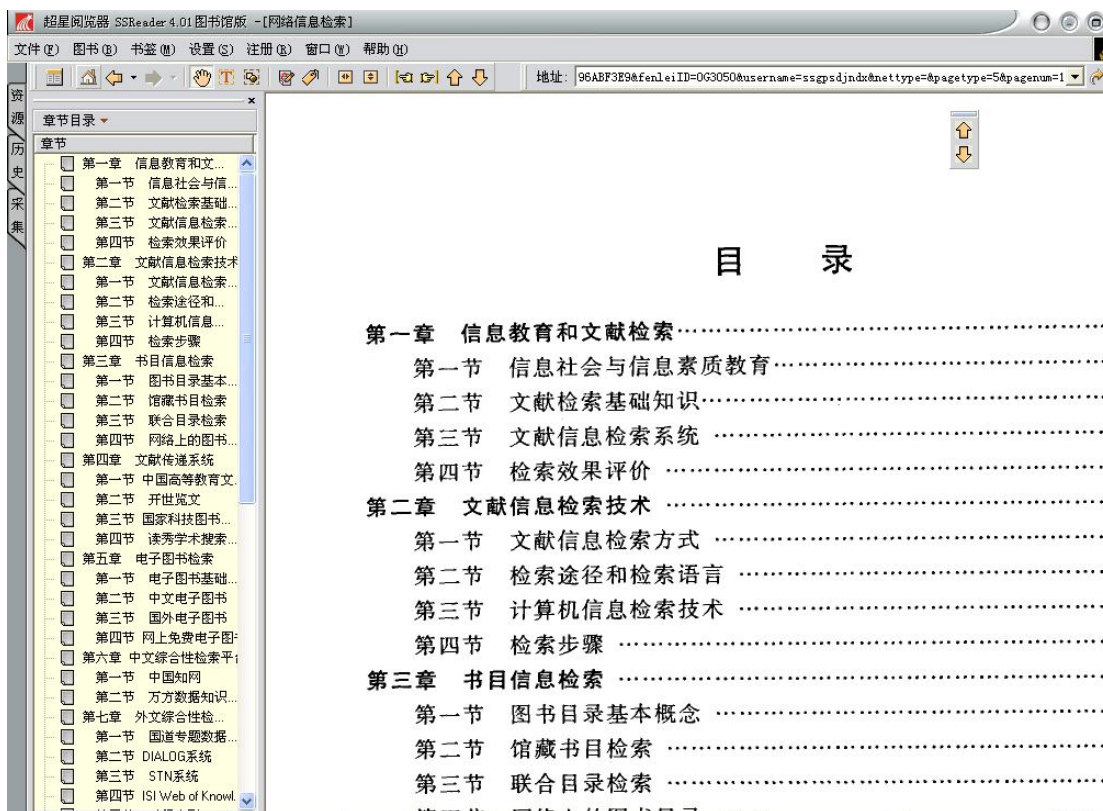 超星阅览器 SSReader 4.01 图书馆版 -[网络信息检索]
文件(F) 图书(B) 书签(M) 设置(S) 注册(R) 窗口(W) 帮助(H)
地址: 96ABF3E9&fenleiID=0G3050&username=ssgpsdjndx&nettype=&pagetype=5&pagenum=1
资源
历史
采集
章节目录
章节
第一章 信息教育和文...
第一节 信息社会与信...
第二节 文献检索基础...
第三节 文献信息检索...
第四节 检索效果评价
第二章 文献信息检索技术
第一节 文献信息检索...
第二节 检索途径和...
第三节 计算机信息...
第四节 检索步骤
第三章 书目信息检索
第一节 图书目录基本...
第二节 馆藏书目检索
第三节 联合目录检索
第四节 网络上的图书...
第四章 文献传递系统
第一节 中国高等教育文...
第二节 开世览文
第三节 国家科技图书...
第四节 读秀学术搜索...
第五章 电子图书检索
第一节 电子图书基础...
第二节 中文电子图书
第三节 国外电子图书
第四节 网上免费电子图
第六章 中文综合性检索平
第一节 中国知网
第二节 万方数据知识...
第七章 外文综合性检...
第一节 国道专题数据...
第二节 DIALOG系统
第三节 STN系统
第四节 ISI Web of Knowl.
目 录
第一章 信息教育和文献检索……………………………………
第一节 信息社会与信息素质教育……………………………
第二节 文献检索基础知识……………………………………
第三节 文献信息检索系统 ……………………………………
第四节 检索效果评价 …………………………………………
第二章 文献信息检索技术 ………………………………………
第一节 文献信息检索方式 ……………………………………
第二节 检索途径和检索语言 …………………………………
第三节 计算机信息检索技术 …………………………………
第四节 检索步骤 ………………………………………………
第三章 书目信息检索 ……………………………………………
第一节 图书目录基本概念 ……………………………………
第二节 馆藏书目检索 …………………………………………
第三节 联合目录检索 …………………………………………